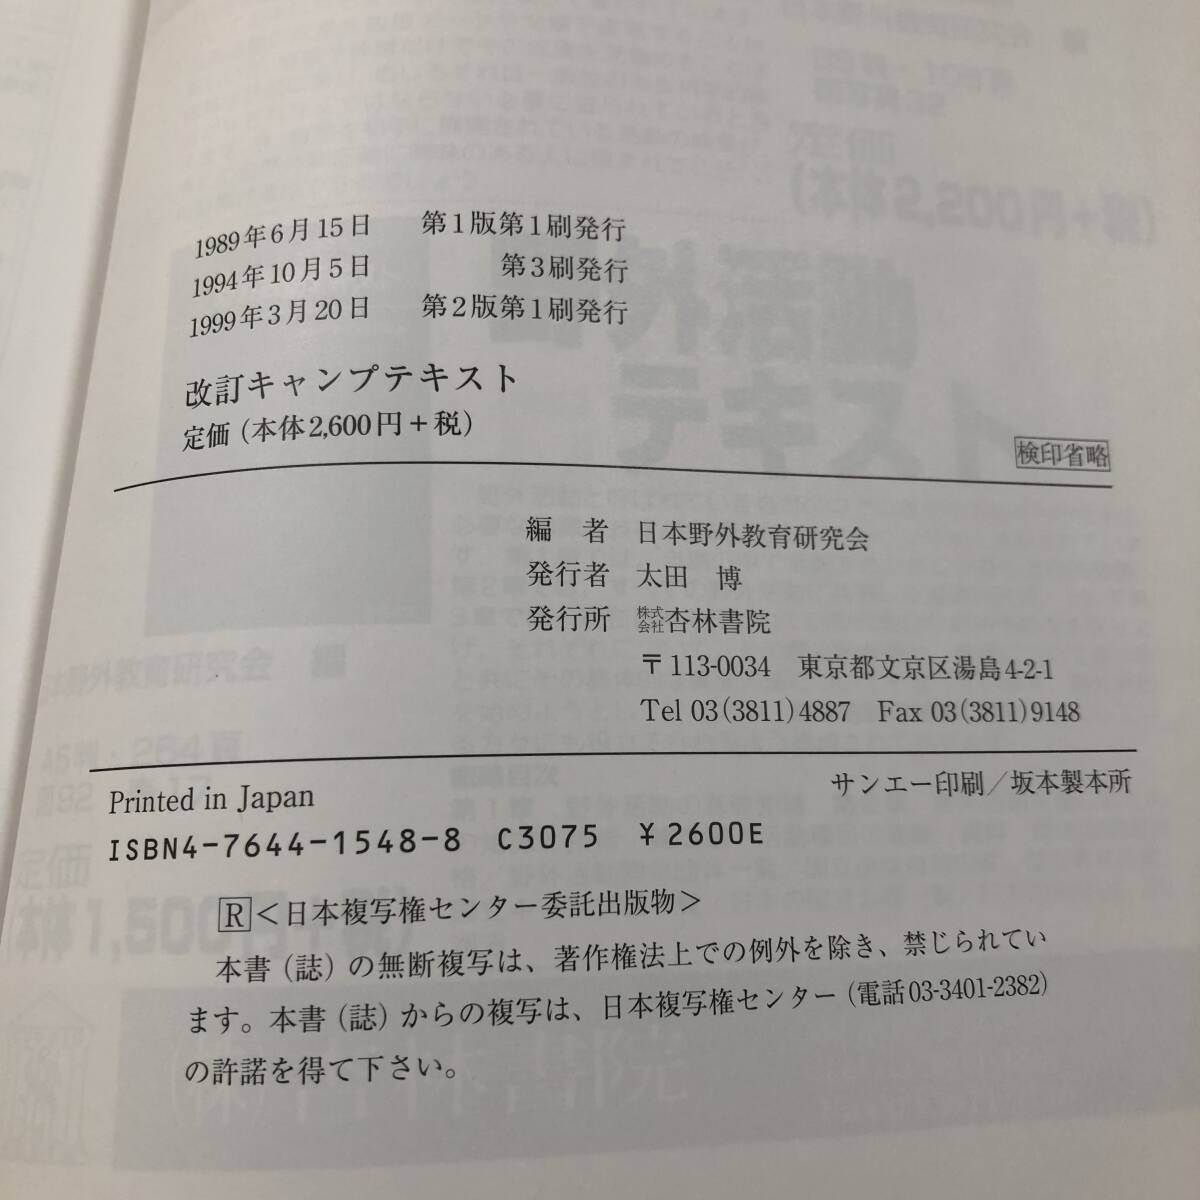 1989年6月15日 第1版第1刷発行
1994年10月5日 第3刷発行
1999年3月20日 第2版第1刷発行
改訂キャンプテキスト
定価(本体2,600円+税)
検印省略
編 者 日本野外教育研究会
発行者 太田 博
発行所 株式会社杏林書院
〒113-0034 東京都文京区湯島4-2-1
Tel 03(3811)4887 Fax 03(3811)9148
Printed in Japan サンエー印刷/坂本製本所
ISBN4-7644-1548-8 C3075 ¥2600E
R<日本複写権センター委託出版物>
本書(誌)の無断複写は、著作権法上での例外を除き、禁じられてい
ます。本書(誌)からの複写は、日本複写権センター(電話03-3401-2382)
の許諾を得て下さい。